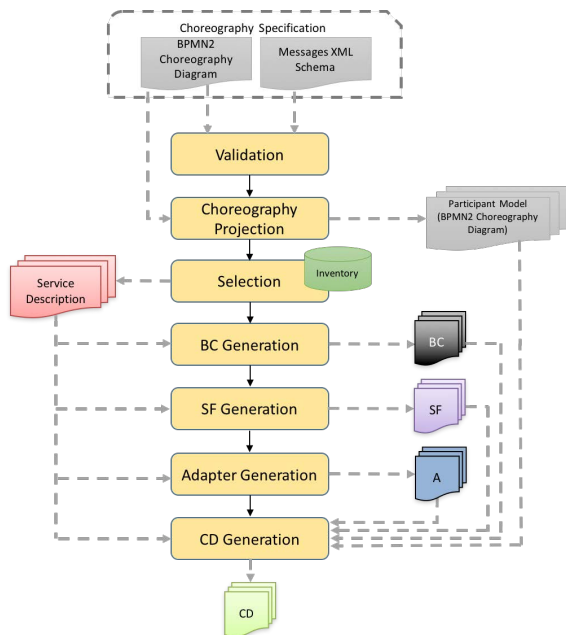 Choreography Specification
BPMN2
Choreography
Diagram
Messages XML
Schema
Validation
Choreography
Projection
Participant Model
(BPMN2 Choreography
Diagram)
Inventory
Selection
Service
Description
BC Generation
BC
SF Generation
SF
Adapter Generation
A
CD Generation
CD